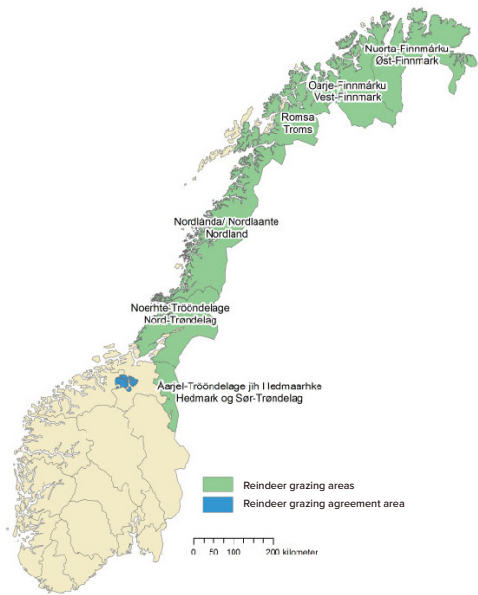 Nuorta-Finnmárku
Øst-Finnmark
Oarje-Finnmárku
Vest-Finnmark
Romsa
Troms
Nordlánda/ Nordlaante
Nordland
Noerhte-Trööndelage
Nord-Trøndelag
Åarjel-Trööndelage jïh Hedmaarhke
Hedmark og Sør-Trøndelag
Reindeer grazing areas
Reindeer grazing agreement area
0 50 100 200 kilometer